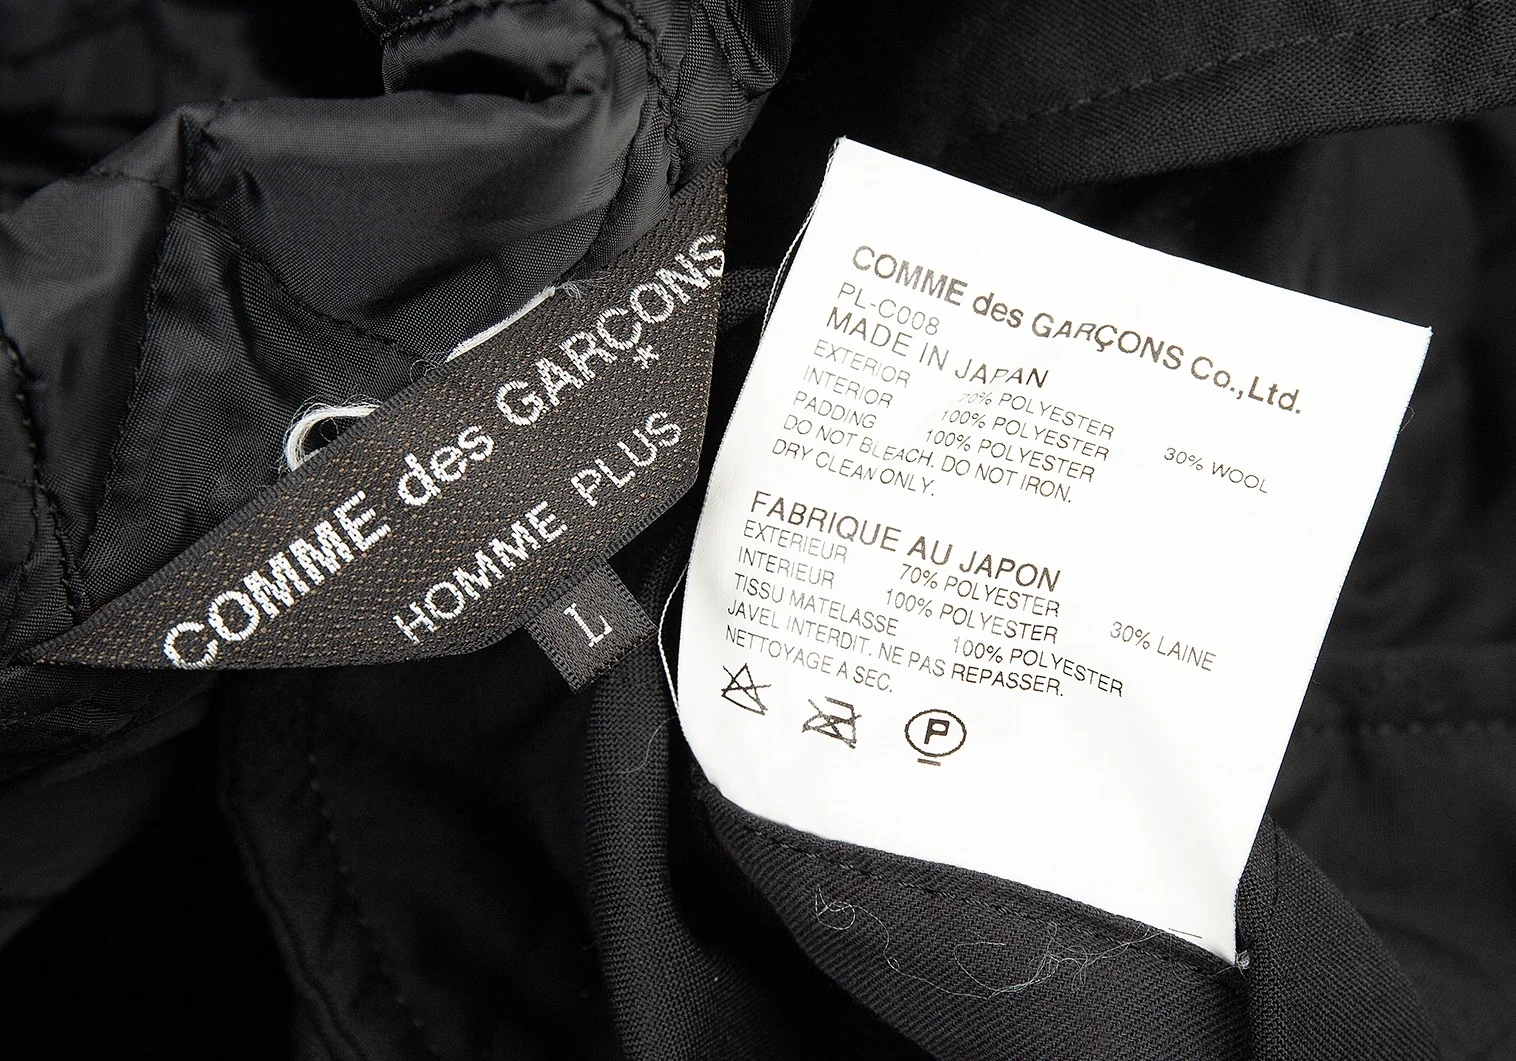 COMME des GARÇONS
HOMME PLUS
L
COMME des GARÇONS Co.,Ltd.
PL-C008
MADE IN JAPAN
EXTERIOR 70% POLYESTER 30% WOOL
INTERIOR 100% POLYESTER
PADDING 100% POLYESTER
DO NOT BLEACH. DO NOT IRON.
DRY CLEAN ONLY.
FABRIQUE AU JAPON
EXTERIEUR 70% POLYESTER 30% LAINE
INTERIEUR 100% POLYESTER
TISSU MATELASSE 100% POLYESTER
JAVEL INTERDIT. NE PAS REPASSER.
NETTOYAGE A SEC.
P